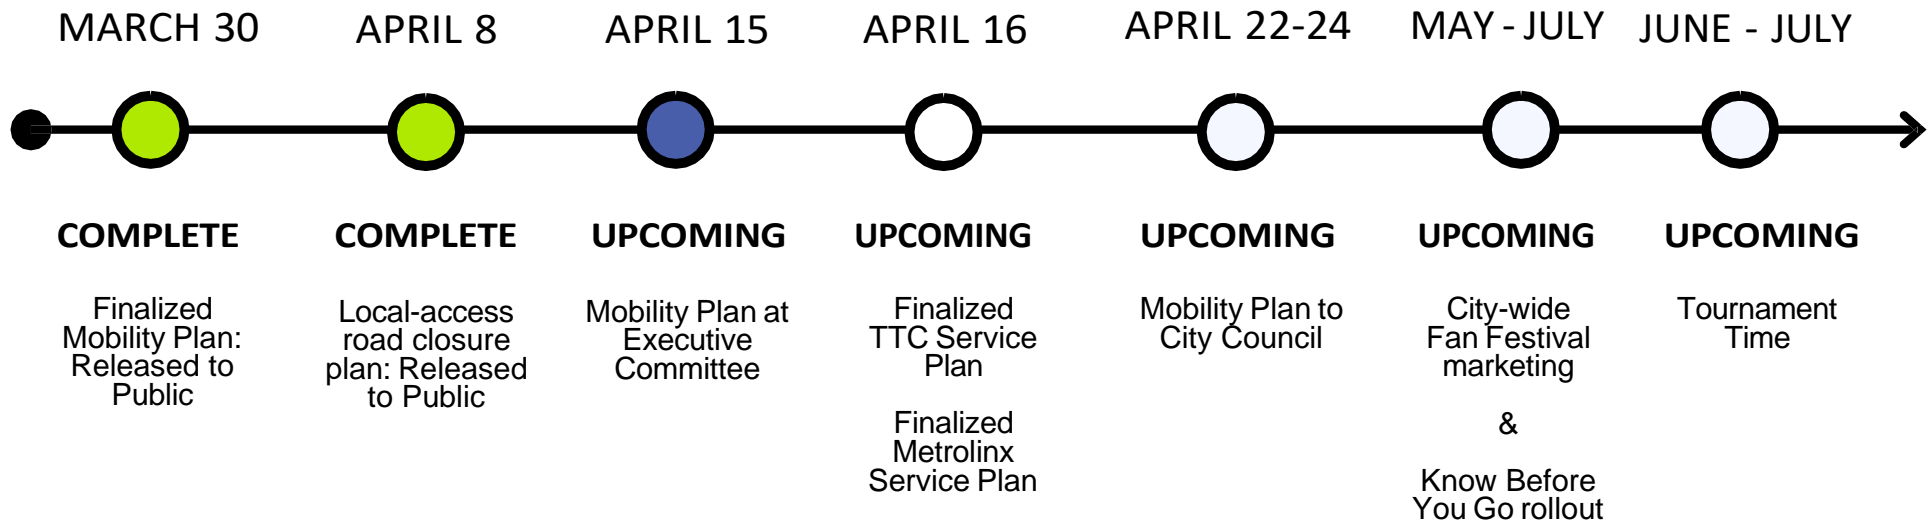 MARCH 30
APRIL 8
APRIL 15
APRIL 16
APRIL 22-24
MAY - JULY
JUNE - JULY
COMPLETE
COMPLETE
UPCOMING
UPCOMING
UPCOMING
UPCOMING
UPCOMING
Finalized
Mobility Plan:
Released to
Public
Local-access
road closure
plan: Released
to Public
Mobility Plan at
Executive
Committee
Finalized
TTC Service
Plan
Finalized
Metrolinx
Service Plan
Mobility Plan to
City Council
City-wide
Fan Festival
marketing
&
Know Before
You Go rollout
Tournament
Time